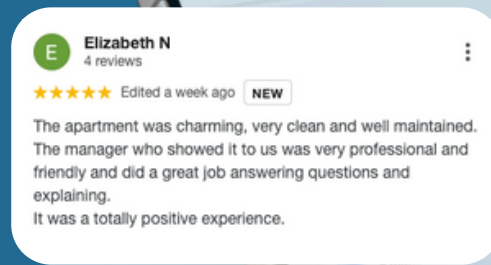 E
Elizabeth N
4 reviews
Edited a week ago NEW
The apartment was charming, very clean and well maintained.
The manager who showed it to us was very professional and
friendly and did a great job answering questions and
explaining.
It was a totally positive experience.